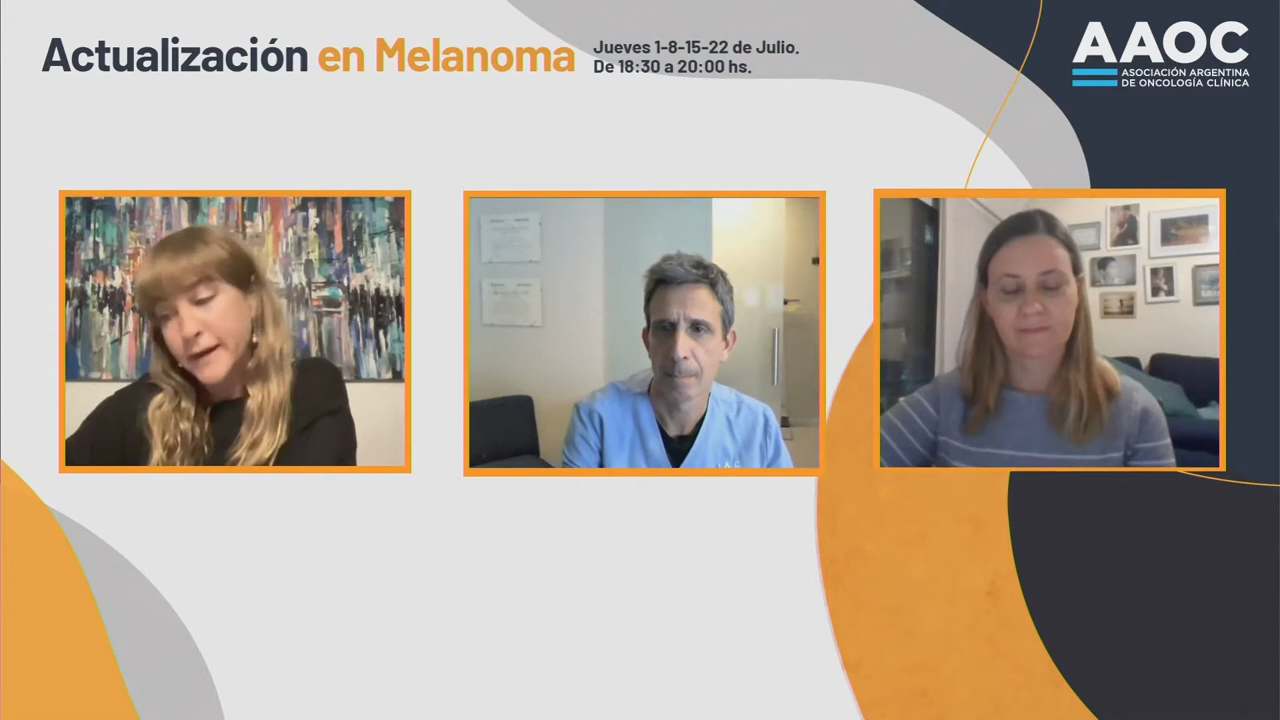 Actualización en Melanoma
Jueves 1-8-15-22 de Julio.
De 18:30 a 20:00 hs.
AAOC
ASOCIACIÓN ARGENTINA
DE ONCOLOGÍA CLÍNICA